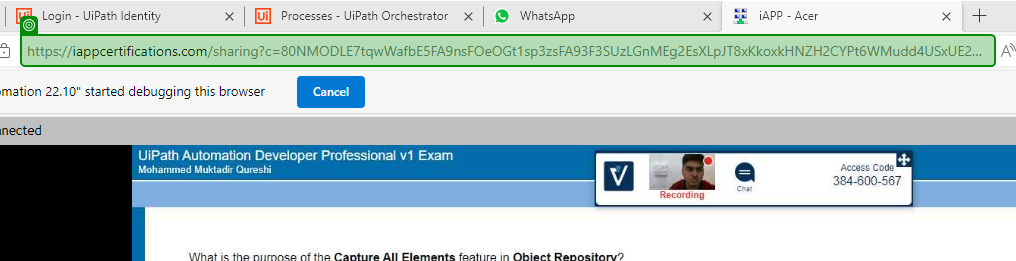 Login - UiPath Identity
Processes - UiPath Orchestrator
WhatsApp
iAPP - Acer
https://iappcertifications.com/sharing?c=80NMODLE7tqwWafbE5FA9nsFOeOGt1sp3zsFA93F3SUzLGnMEg2EsXLpJT8xKkoxkHNZH2CYPt6WMudd4USxUE2...
mation 22.10" started debugging this browser
Cancel
nnected
UiPath Automation Developer Professional v1 Exam
Mohammed Muktadir Qureshi
Recording
Chat
Access Code
384-600-567
What is the purpose of the Capture All Elements feature in Object Repository?